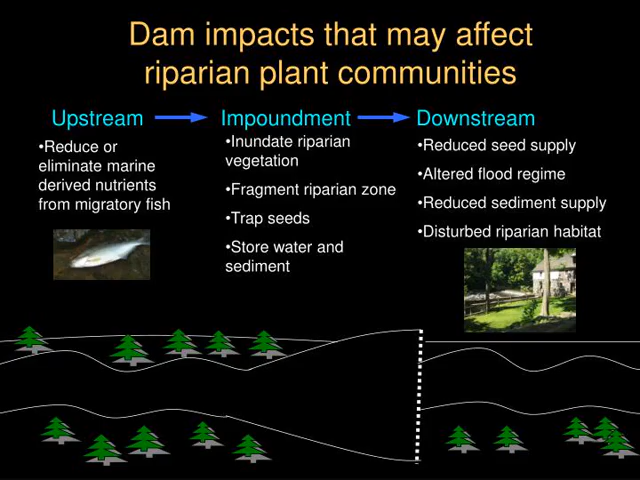 Dam impacts that may affect
riparian plant communities
Upstream
•Reduce or
eliminate marine
derived nutrients
from migratory fish
Impoundment
•Inundate riparian
vegetation
•Fragment riparian zone
•Trap seeds
•Store water and
sediment
Downstream
•Reduced seed supply
•Altered flood regime
•Reduced sediment supply
•Disturbed riparian habitat